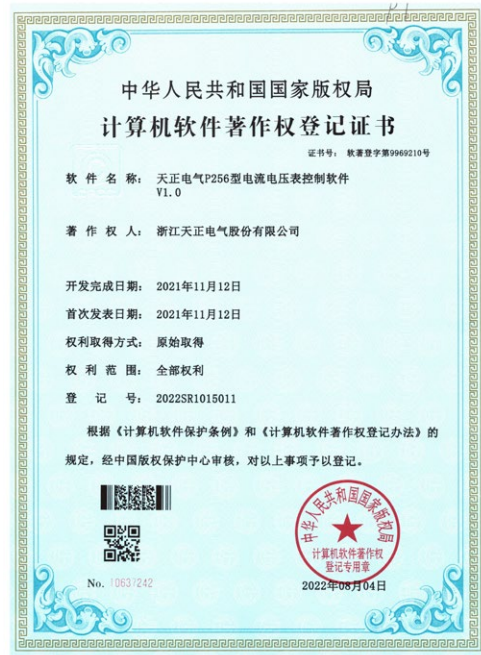 中华人民共和国国家版权局
计算机软件著作权登记证书
证书号： 软著登字第9969210号
软 件 名 称： 天正电气P256型电流电压表控制软件
V1.0
著 作 权 人： 浙江天正电气股份有限公司
开发完成日期： 2021年11月12日
首次发表日期： 2021年11月12日
权利取得方式： 原始取得
权 利 范 围： 全部权利
登 记 号： 2022SR1015011
根据《计算机软件保护条例》和《计算机软件著作权登记办法》的
规定，经中国版权保护中心审核，对以上事项予以登记。
中华人民共和国国家版权局
计算机软件著作权
登记专用章
No. 10637242
2022年08月04日